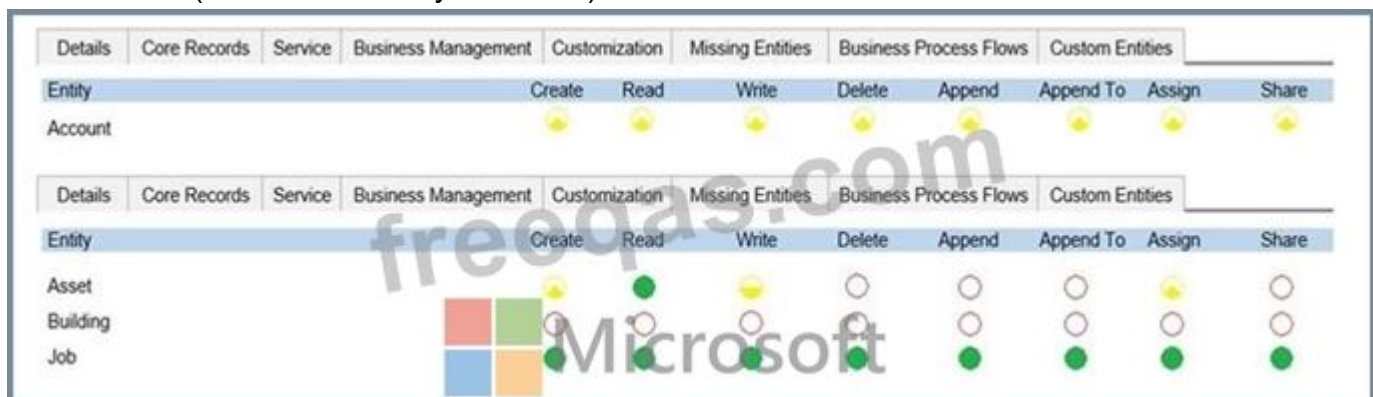 Details Core Records Service Business Management Customization Missing Entities Business Process Flows Custom Entities
Entity Create Read Write Delete Append Append To Assign Share
Account
Details Core Records Service Business Management Customization Missing Entities Business Process Flows Custom Entities
Entity Create Read Write Delete Append Append To Assign Share
Asset
Building
Job
freeqas.com
Microsoft